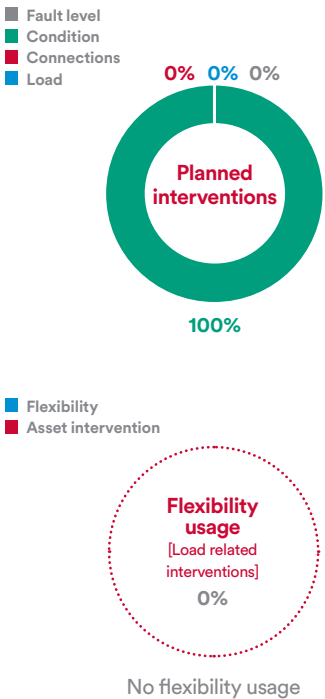 Fault level
Condition
Connections
Load
0% 0% 0%
Planned
interventions
100%
Flexibility
Asset intervention
Flexibility
usage
[Load related
interventions]
0%
No flexibility usage